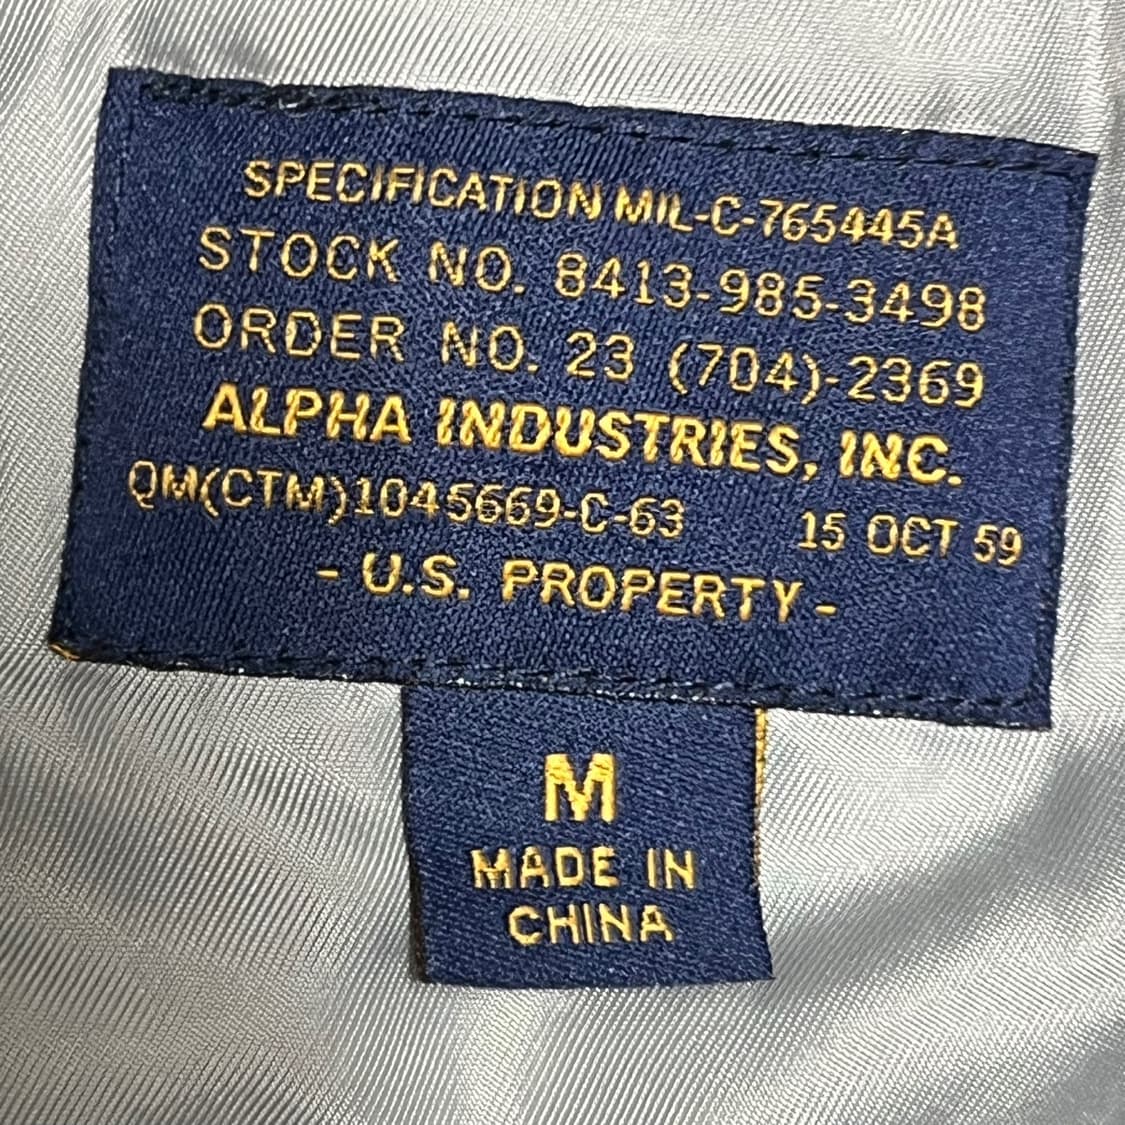 SPECIFICATION MIL-C-765445A
STOCK NO. 8413-985-3498
ORDER NO. 23 (704)-2369
ALPHA INDUSTRIES, INC.
QM(CTM)1045669-C-63 15 OCT 59
- U.S. PROPERTY -
M
MADE IN
CHINA